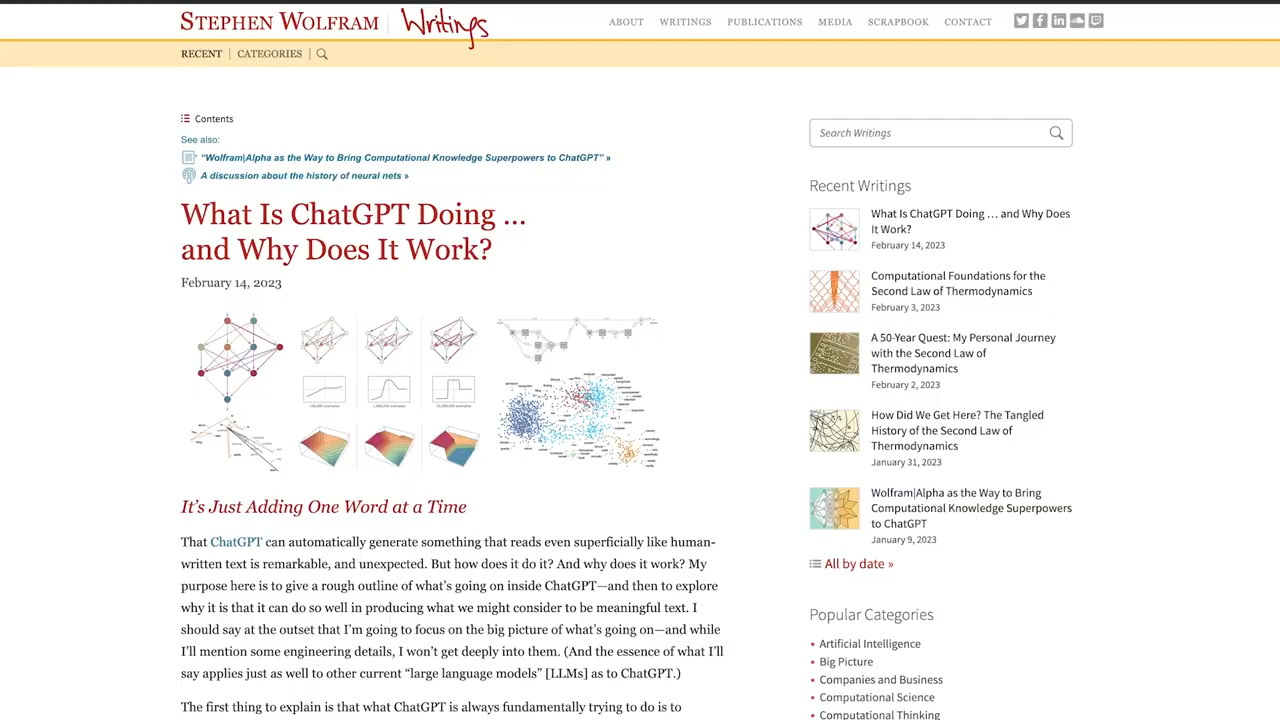 STEPHEN WOLFRAM Writings
ABOUT WRITINGS PUBLICATIONS MEDIA SCRAPBOOK CONTACT
RECENT | CATEGORIES |
Contents
See also:
“Wolfram|Alpha as the Way to Bring Computational Knowledge Superpowers to ChatGPT” »
A discussion about the history of neural nets »
What Is ChatGPT Doing …
and Why Does It Work?
February 14, 2023
It’s Just Adding One Word at a Time
That ChatGPT can automatically generate something that reads even superficially like human-
written text is remarkable, and unexpected. But how does it do it? And why does it work? My
purpose here is to give a rough outline of what’s going on inside ChatGPT—and then to explore
why it is that it can do so well in producing what we might consider to be meaningful text. I
should say at the outset that I’m going to focus on the big picture of what’s going on—and while
I’ll mention some engineering details, I won’t get deeply into them. (And the essence of what I’ll
say applies just as well to other current “large language models” [LLMs] as to ChatGPT.)
The first thing to explain is that what ChatGPT is always fundamentally trying to do is to
Search Writings
Recent Writings
What Is ChatGPT Doing … and Why Does
It Work?
February 14, 2023
Computational Foundations for the
Second Law of Thermodynamics
February 3, 2023
A 50-Year Quest: My Personal Journey
with the Second Law of
Thermodynamics
February 2, 2023
How Did We Get Here? The Tangled
History of the Second Law of
Thermodynamics
January 31, 2023
Wolfram|Alpha as the Way to Bring
Computational Knowledge Superpowers
to ChatGPT
January 9, 2023
All by date »
Popular Categories
Artificial Intelligence
Big Picture
Companies and Business
Computational Science
Computational Thinking